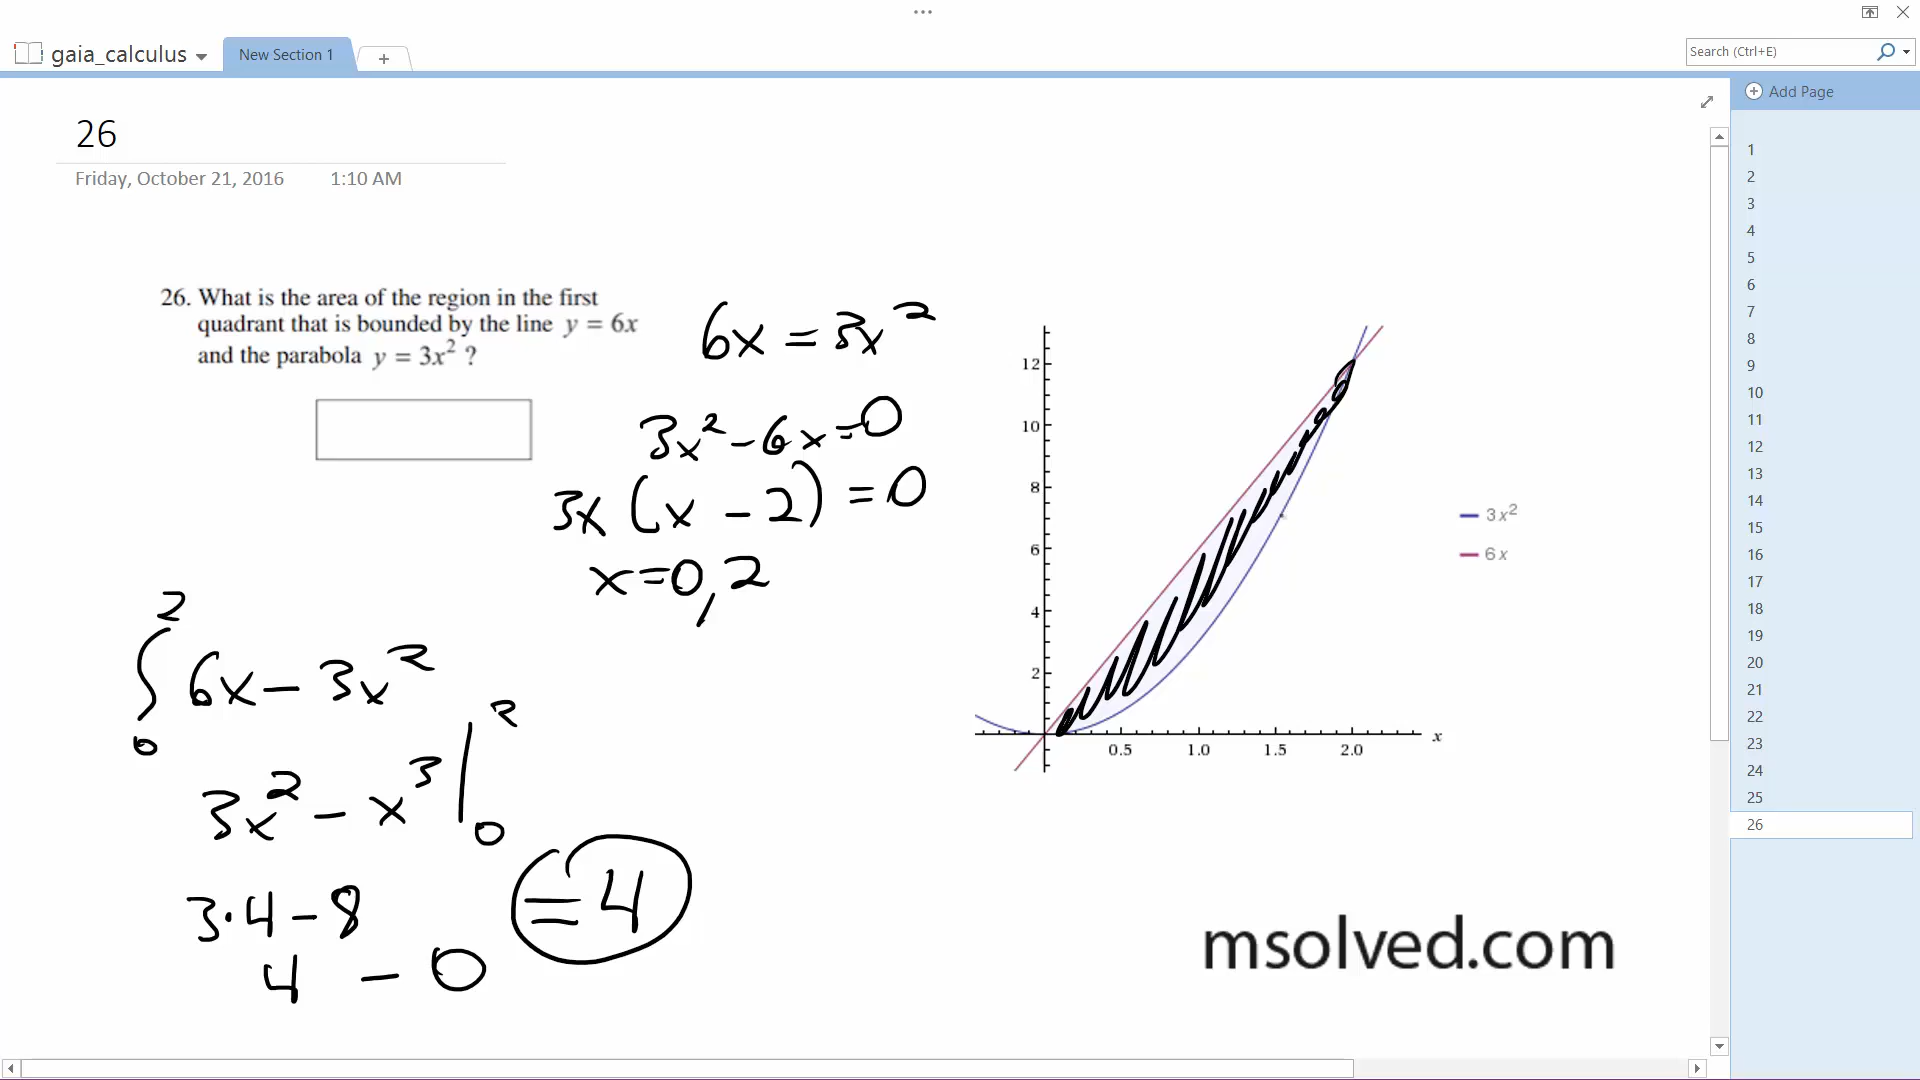 ...
gaia_calculus
New Section 1
+
Search (Ctrl+E)
Add Page
26
Friday, October 21, 2016 1:10 AM
26. What is the area of the region in the first
quadrant that is bounded by the line y = 6x
and the parabola y = 3x² ?
6x = 3x²
3x² - 6x = 0
3x (x - 2) = 0
x = 0, 2
∫₀² 6x - 3x²
3x² - x³ |₀²
3·4 - 8
4 - 0
= 4
12
10
8
6
4
2
0.5 1.0 1.5 2.0 x
3x²
6x
msolved.com
1
2
3
4
5
6
7
8
9
10
11
12
13
14
15
16
17
18
19
20
21
22
23
24
25
26